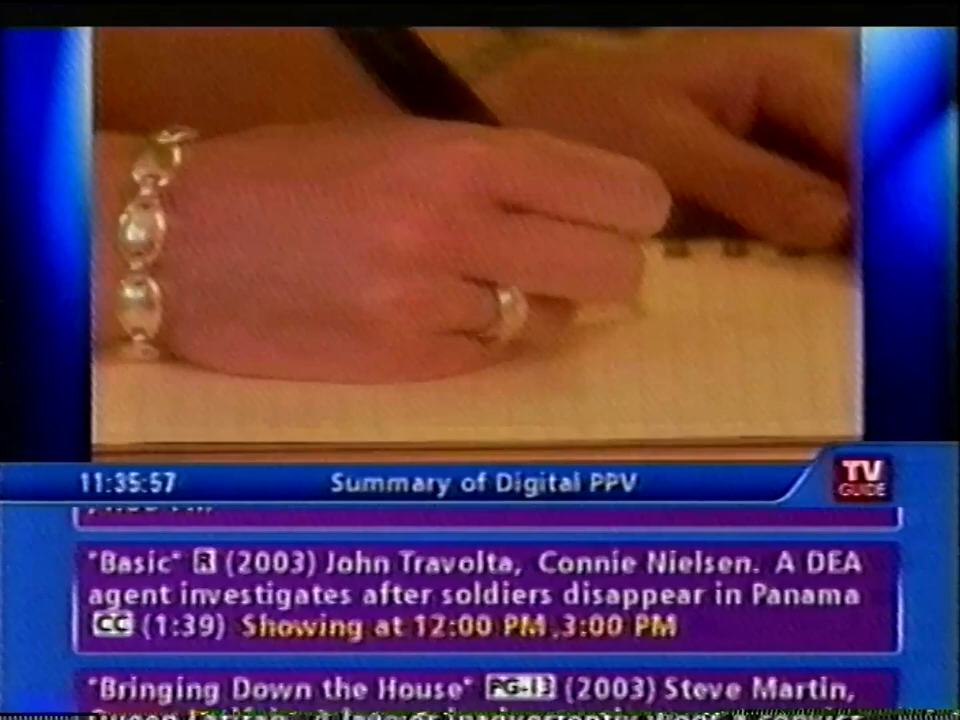 11:35:57 Summary of Digital PPV
TV
GUIDE
"Basic" R (2003) John Travolta, Connie Nielsen. A DEA
agent investigates after soldiers disappear in Panama
CC (1:39) Showing at 12:00 PM,3:00 PM
"Bringing Down the House" PG-13 (2003) Steve Martin,